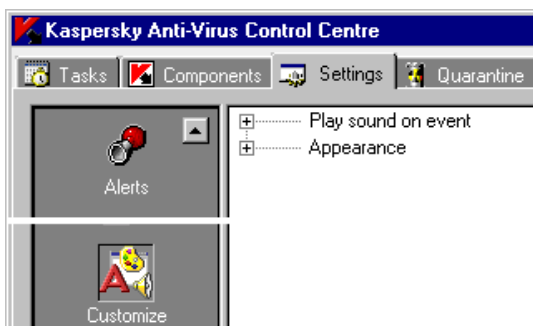 Kaspersky Anti-Virus Control Centre
Tasks Components Settings Quarantine
Play sound on event
Appearance
Alerts
Customize